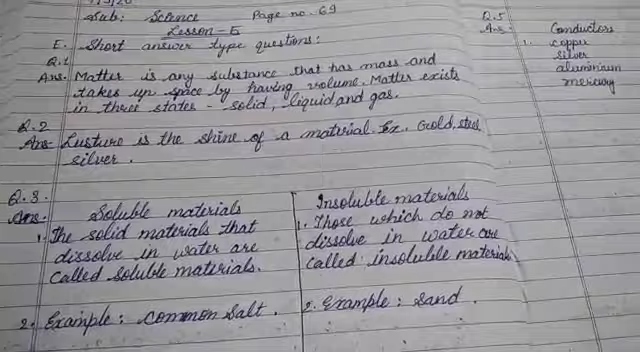 Sub: Science Page no. 69
Lesson - 5
E. Short answer type questions:
Q.1
Ans. Matter is any substance that has mass and
takes up space by having volume. Matter exists
in three states - solid, liquid and gas.
Q.2
Ans- Lusture is the shine of a material. Ex. Gold, steel
silver.
Q.3.
Ans. Soluble materials
1. The solid materials that
dissolve in water are
called soluble materials.
2. Example: Common Salt.
Insoluble materials
1. Those which do not
dissolve in water are
called insoluble materials
2. Example: Sand.
Q.5
Ans. Conductors
1. copper
silver
aluminium
mercury